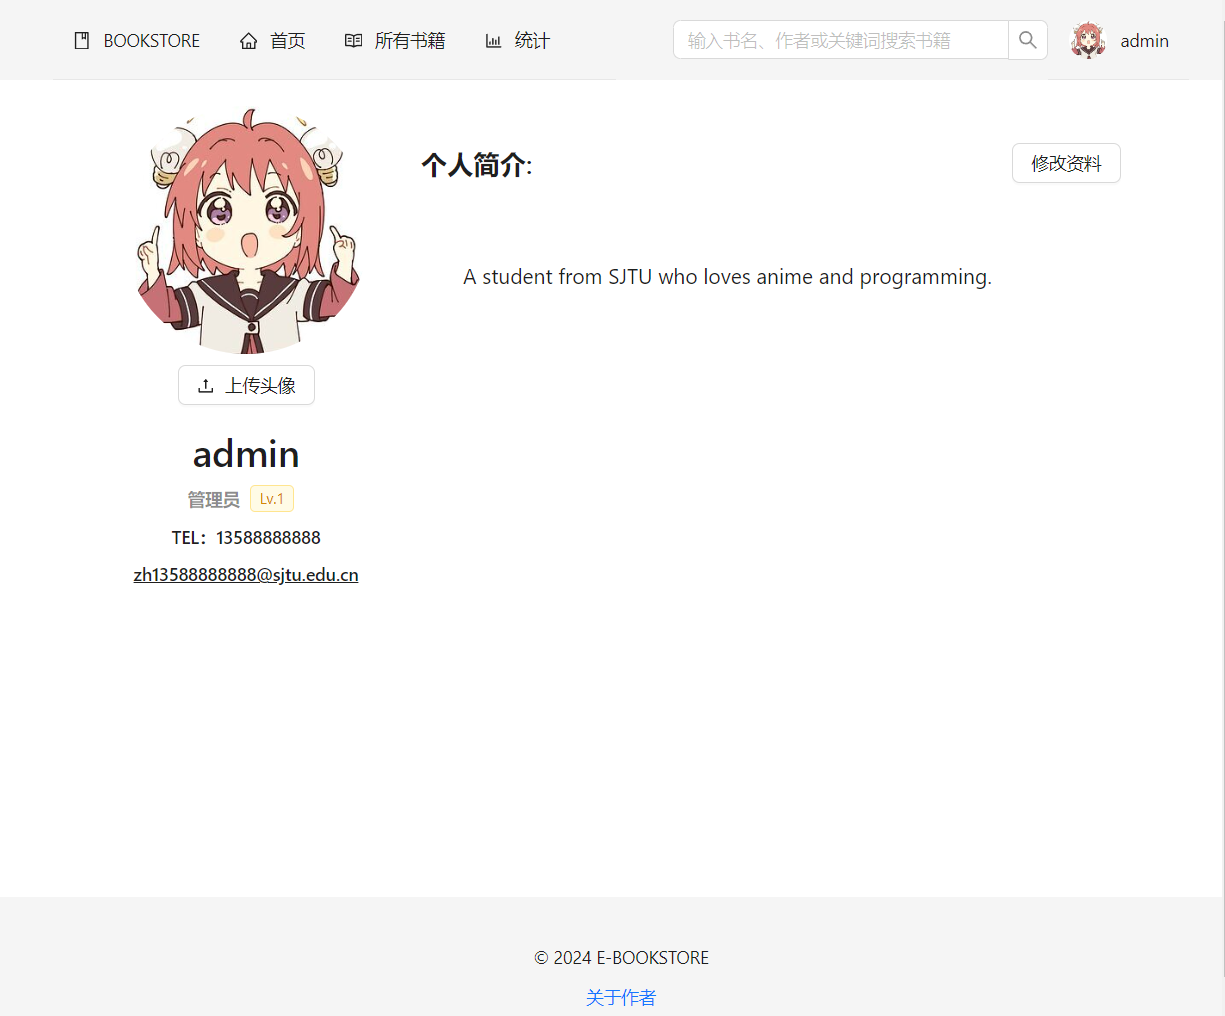 BOOKSTORE 首页 所有书籍 统计 输入书名、作者或关键词搜索书籍 admin
个人简介: 修改资料
A student from SJTU who loves anime and programming.
上传头像
admin
管理员 Lv.1
TEL：13588888888
zh13588888888@sjtu.edu.cn
© 2024 E-BOOKSTORE
关于作者